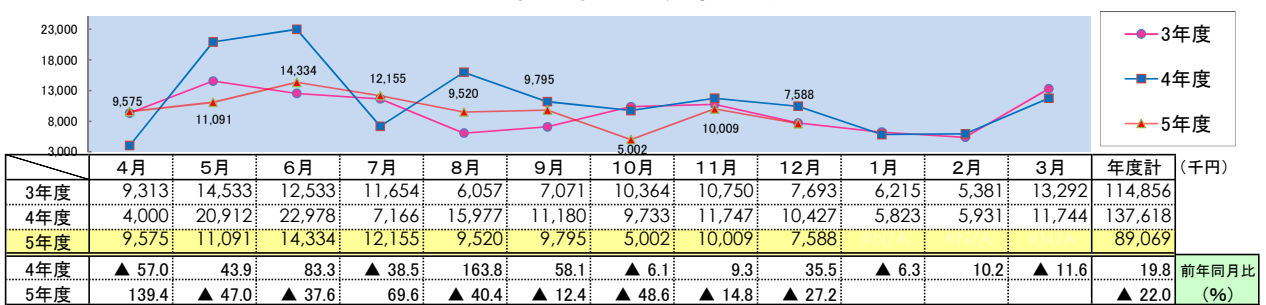 23,000
18,000
13,000
8,000
3,000
9,575
11,091
14,334
12,155
9,520
9,795
5,002
10,009
7,588
3年度
4年度
5年度
4月 5月 6月 7月 8月 9月 10月 11月 12月 1月 2月 3月 年度計 (千円)
3年度 9,313 14,533 12,533 11,654 6,057 7,071 10,364 10,750 7,693 6,215 5,381 13,292 114,856
4年度 4,000 20,912 22,978 7,166 15,977 11,180 9,733 11,747 10,427 5,823 5,931 11,744 137,618
5年度 9,575 11,091 14,334 12,155 9,520 9,795 5,002 10,009 7,588 89,069
4年度 ▲ 57.0 43.9 83.3 ▲ 38.5 163.8 58.1 ▲ 6.1 9.3 35.5 ▲ 6.3 10.2 ▲ 11.6 19.8 前年同月比
5年度 139.4 ▲ 47.0 ▲ 37.6 69.6 ▲ 40.4 ▲ 12.4 ▲ 48.6 ▲ 14.8 ▲ 27.2 ▲ 22.0 (%)